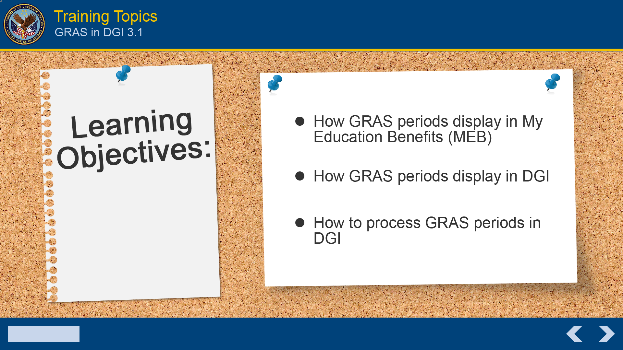 Training Topics
GRAS in DGI 3.1
Learning
Objectives:
● How GRAS periods display in My
Education Benefits (MEB)
● How GRAS periods display in DGI
● How to process GRAS periods in
DGI